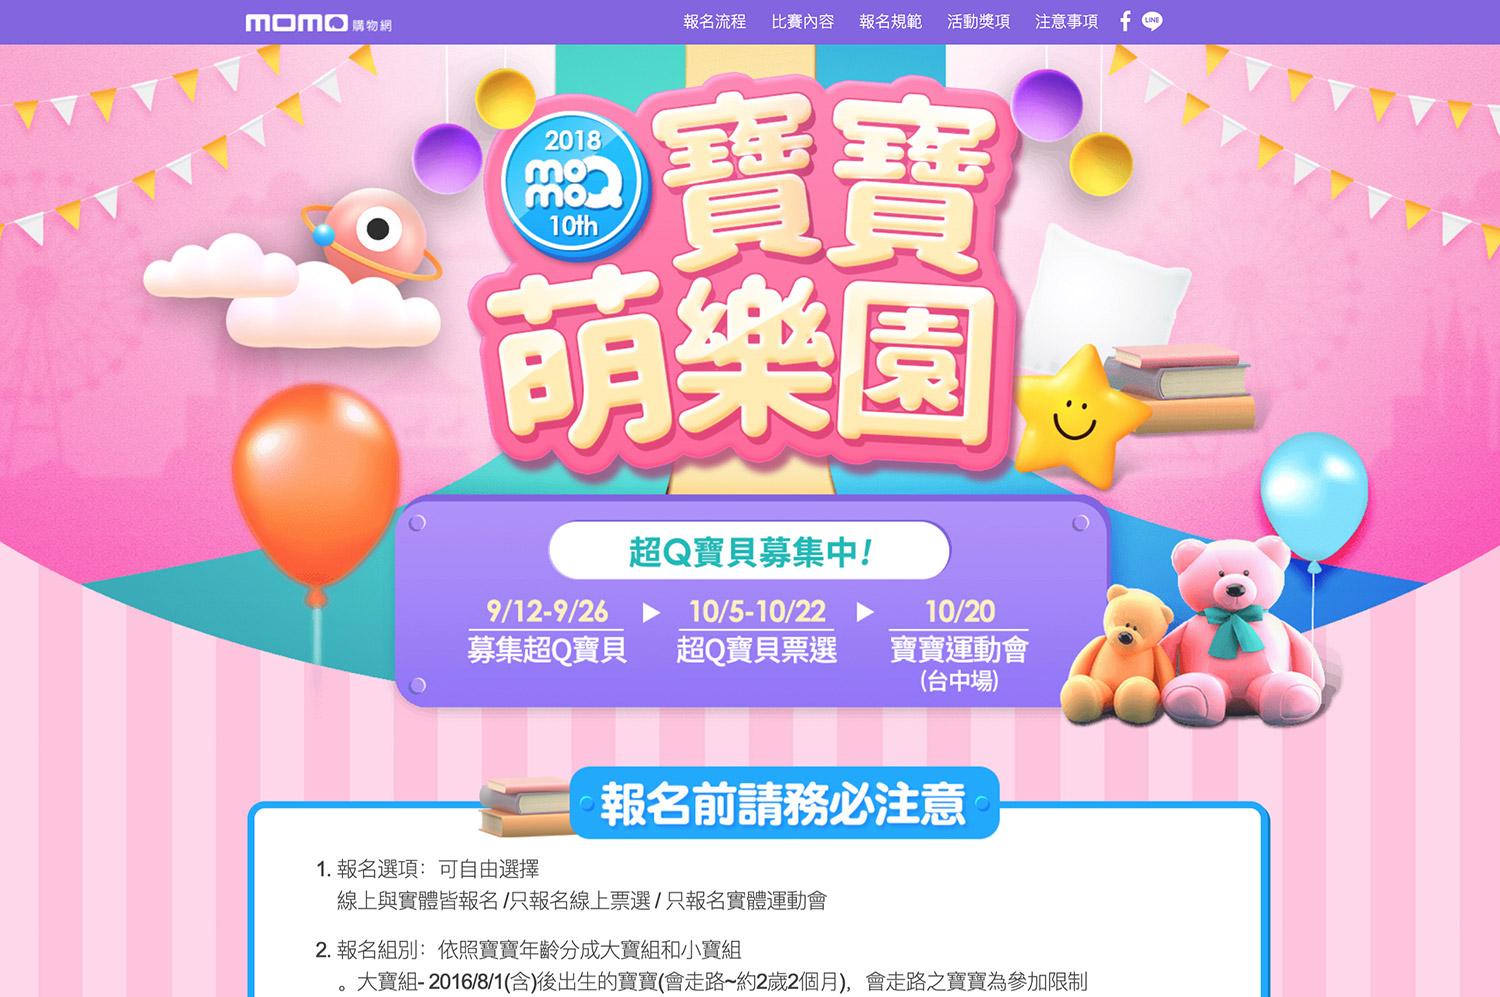 momo購物網
報名流程 比賽內容 報名規範 活動獎項 注意事項 f LINE
2018
moMoQ
10th
寶寶
萌樂園
超Q寶貝募集中!
9/12-9/26 ▶ 10/5-10/22 ▶ 10/20
募集超Q寶貝 超Q寶貝票選 寶寶運動會
(台中場)
報名前請務必注意
1. 報名選項：可自由選擇
線上與實體皆報名 /只報名線上票選 / 只報名實體運動會
2. 報名組別：依照寶寶年齡分成大寶組和小寶組
。大寶組- 2016/8/1(含)後出生的寶寶(會走路~約2歲2個月)，會走路之寶寶為參加限制